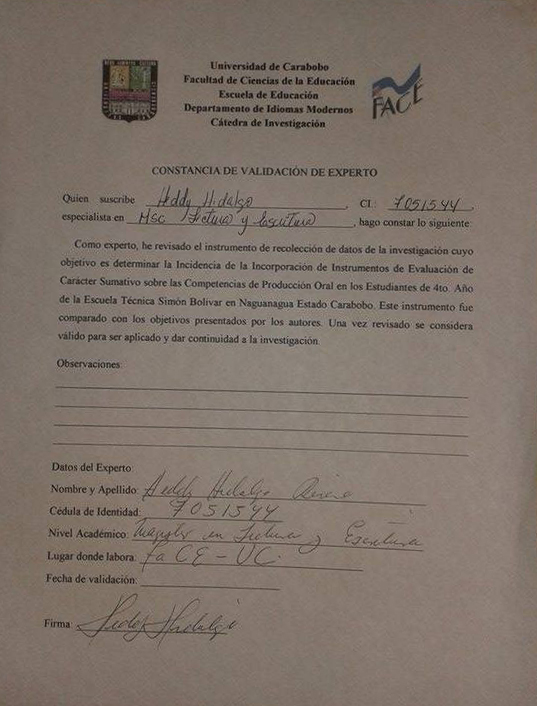 Universidad de Carabobo
Facultad de Ciencias de la Educación
Escuela de Educación
Departamento de Idiomas Modernos
Cátedra de Investigación
FACE
CONSTANCIA DE VALIDACIÓN DE EXPERTO
Quien suscribe Heddy Hidalgo, CI.: 7051544,
especialista en Msc Lectura y Escritura, hago constar lo siguiente:
Como experto, he revisado el instrumento de recolección de datos de la investigación cuyo
objetivo es determinar la Incidencia de la Incorporación de Instrumentos de Evaluación de
Carácter Sumativo sobre las Competencias de Producción Oral en los Estudiantes de 4to. Año
de la Escuela Técnica Simón Bolívar en Naguanagua Estado Carabobo. Este instrumento fue
comparado con los objetivos presentados por los autores. Una vez revisado se considera
válido para ser aplicado y dar continuidad a la investigación.
Observaciones:
Datos del Experto:
Nombre y Apellido: Heddy Hidalgo
Cédula de Identidad: 7051544
Nivel Académico: Magister en Lectura y Escritura
Lugar donde labora: FaCE - UC
Fecha de validación:
Firma: Heddy Hidalgo